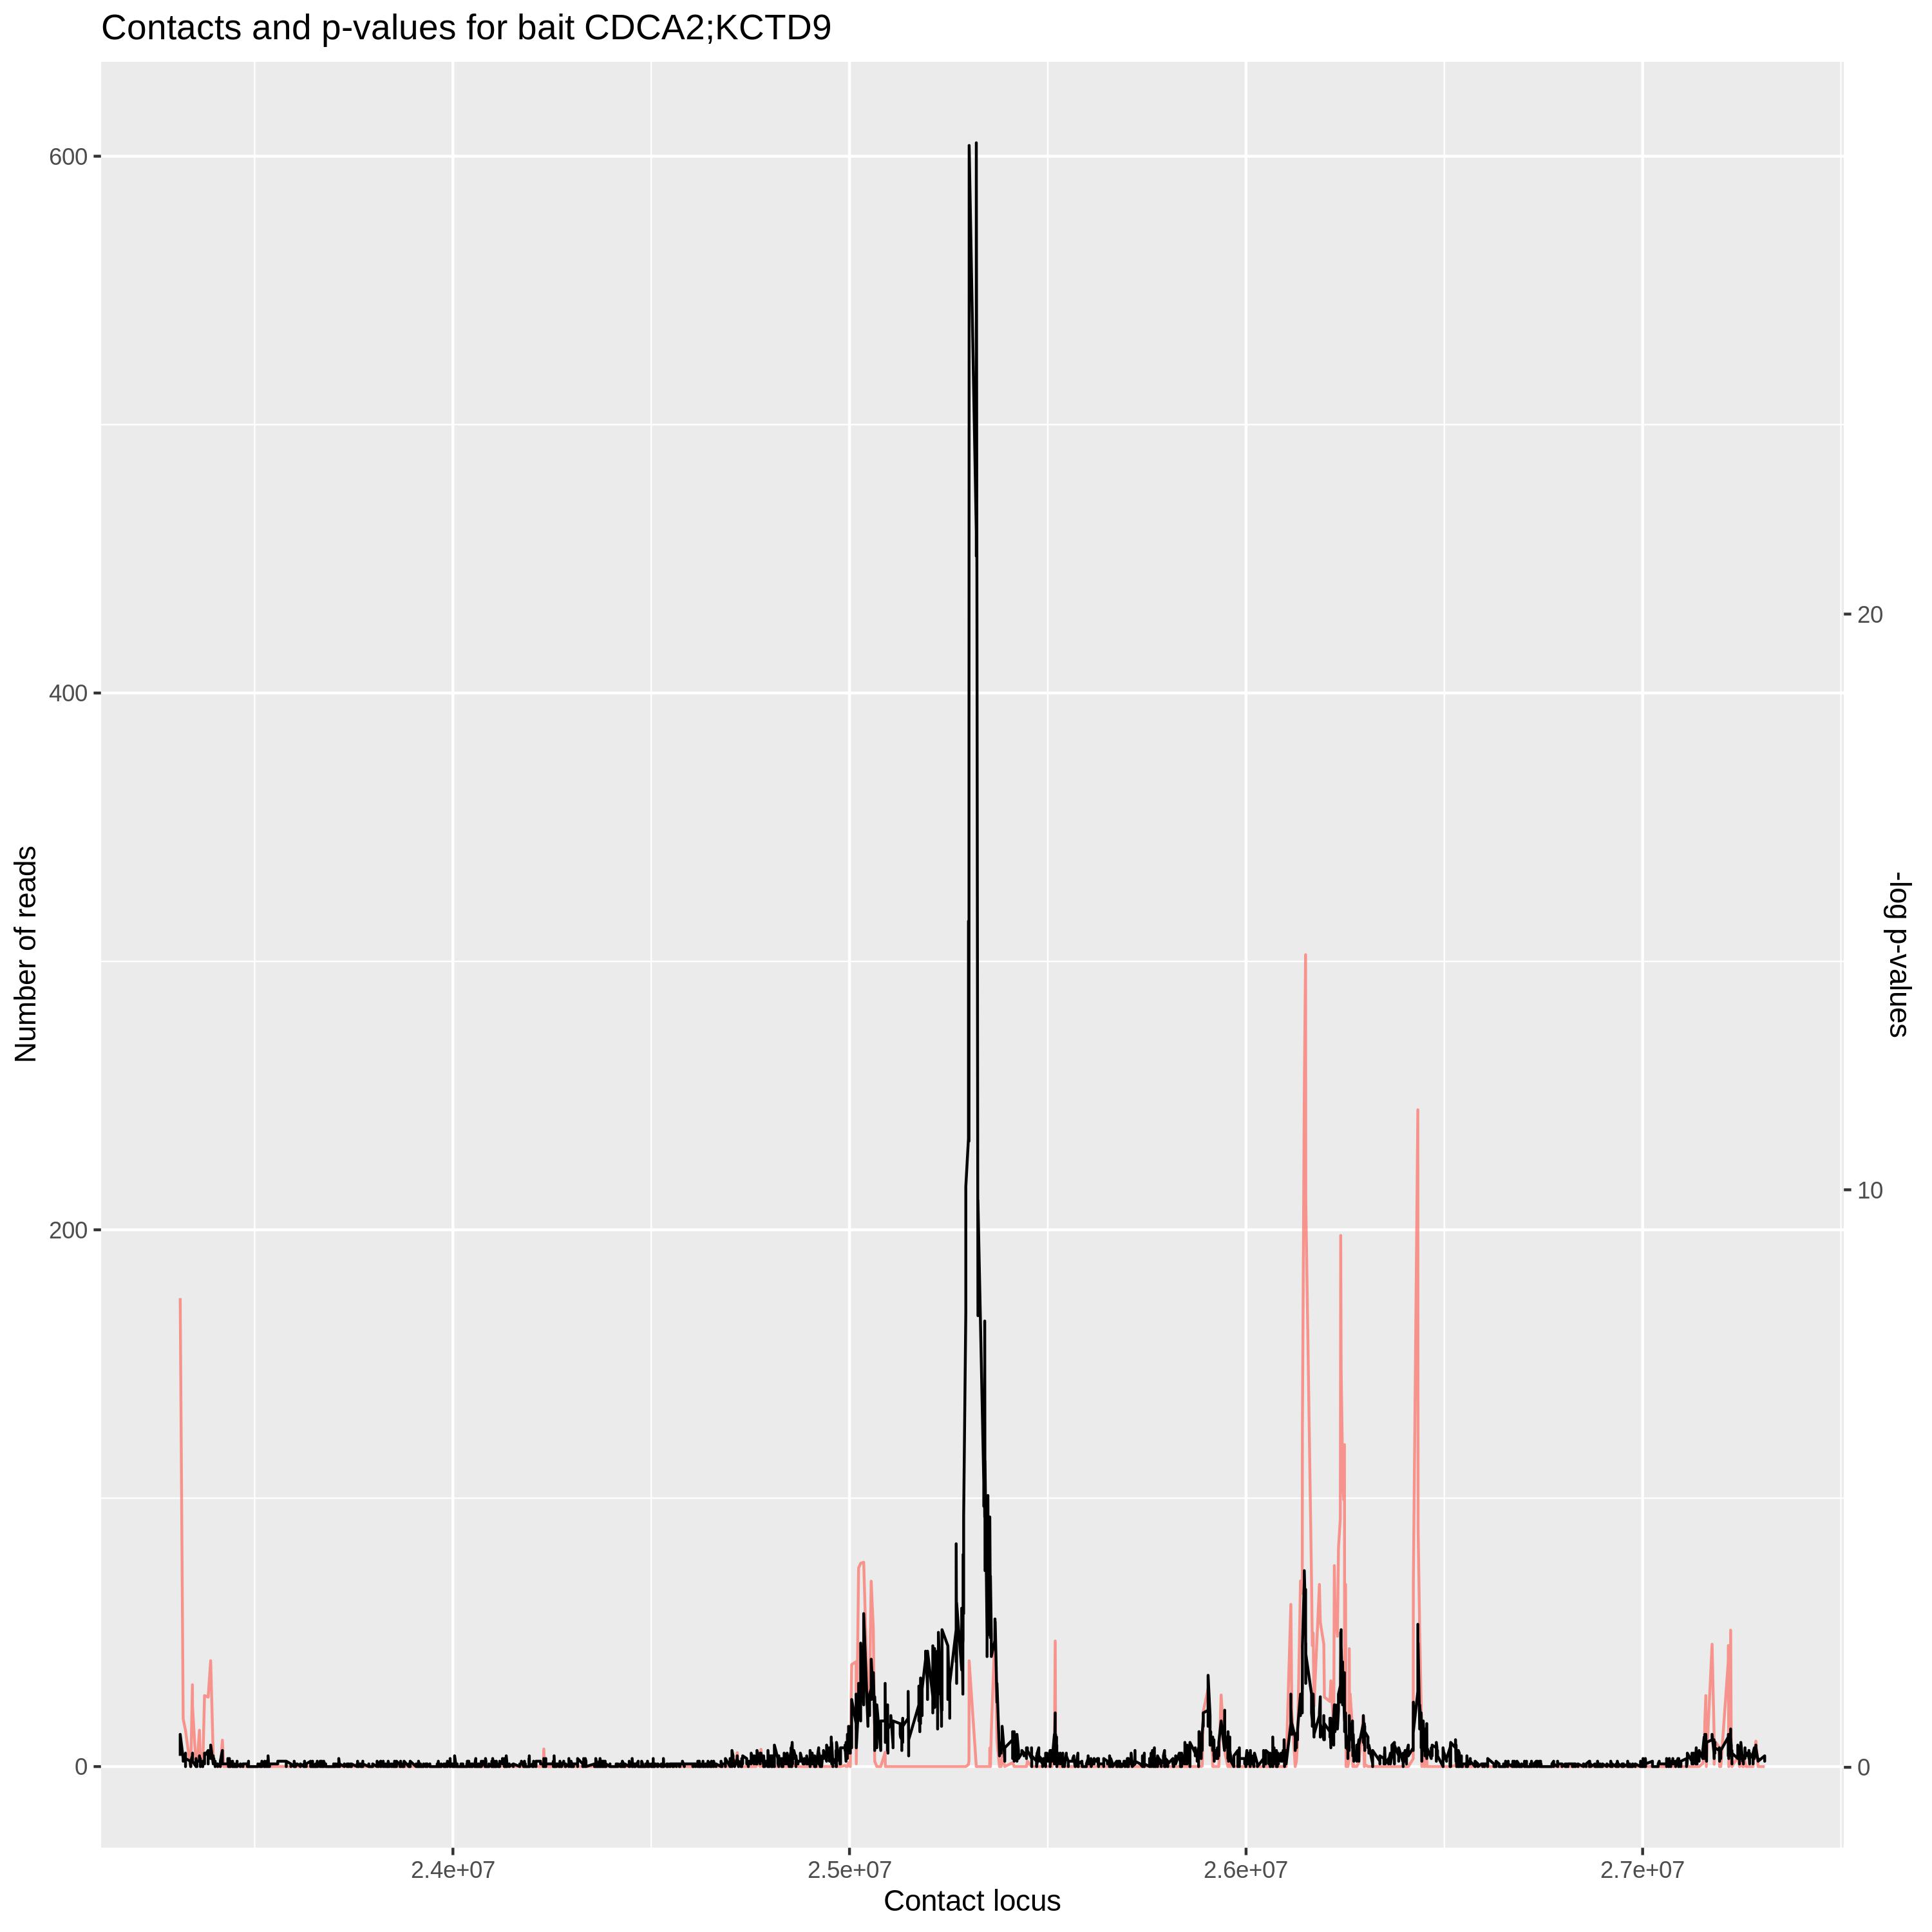 Contacts and p-values for bait CDCA2;KCTD9
600
400
200
0
Number of reads
20
10
0
-log p-values
2.4e+07
2.5e+07
2.6e+07
2.7e+07
Contact locus